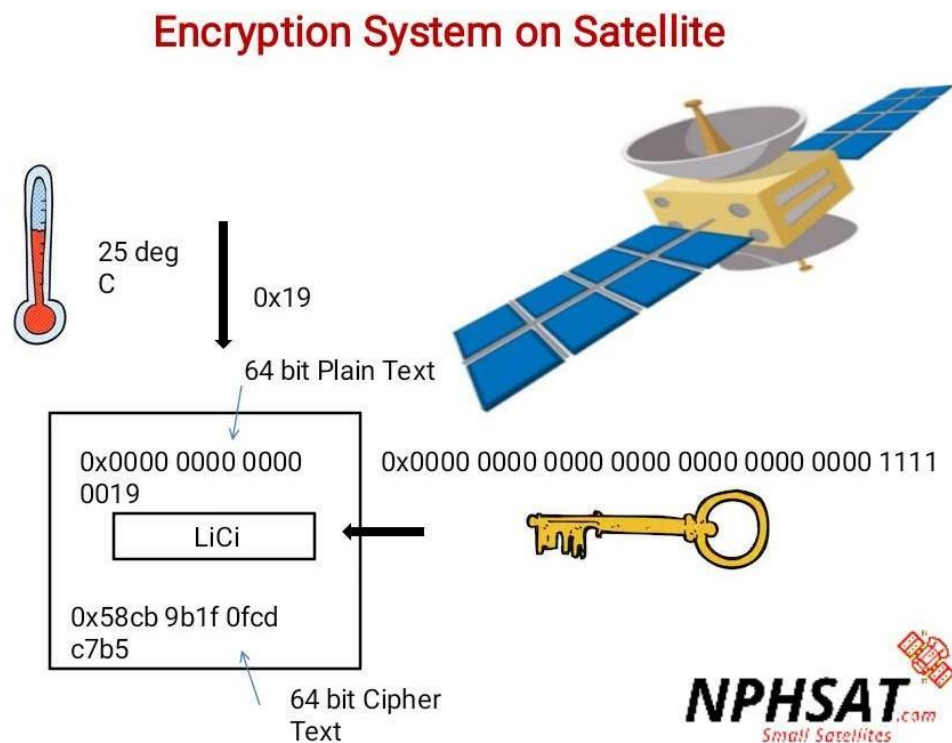 Encryption System on Satellite
25 deg
C
0x19
64 bit Plain Text
0x0000 0000 0000
0019
0x0000 0000 0000 0000 0000 0000 0000 1111
LiCi
0x58cb 9b1f 0fcd
c7b5
64 bit Cipher
Text
NPHSAT.com
Small Satellites